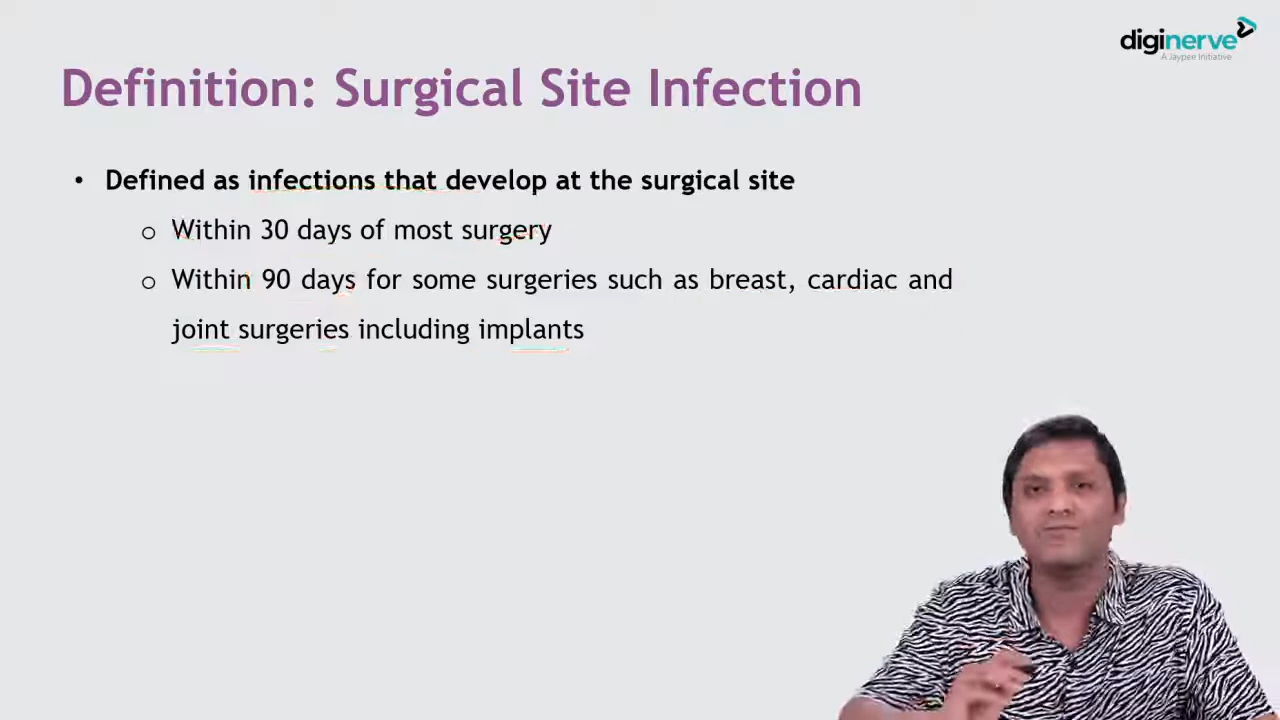 diginerve
A Jaypee Initiative
Definition: Surgical Site Infection
• Defined as infections that develop at the surgical site
o Within 30 days of most surgery
o Within 90 days for some surgeries such as breast, cardiac and
joint surgeries including implants